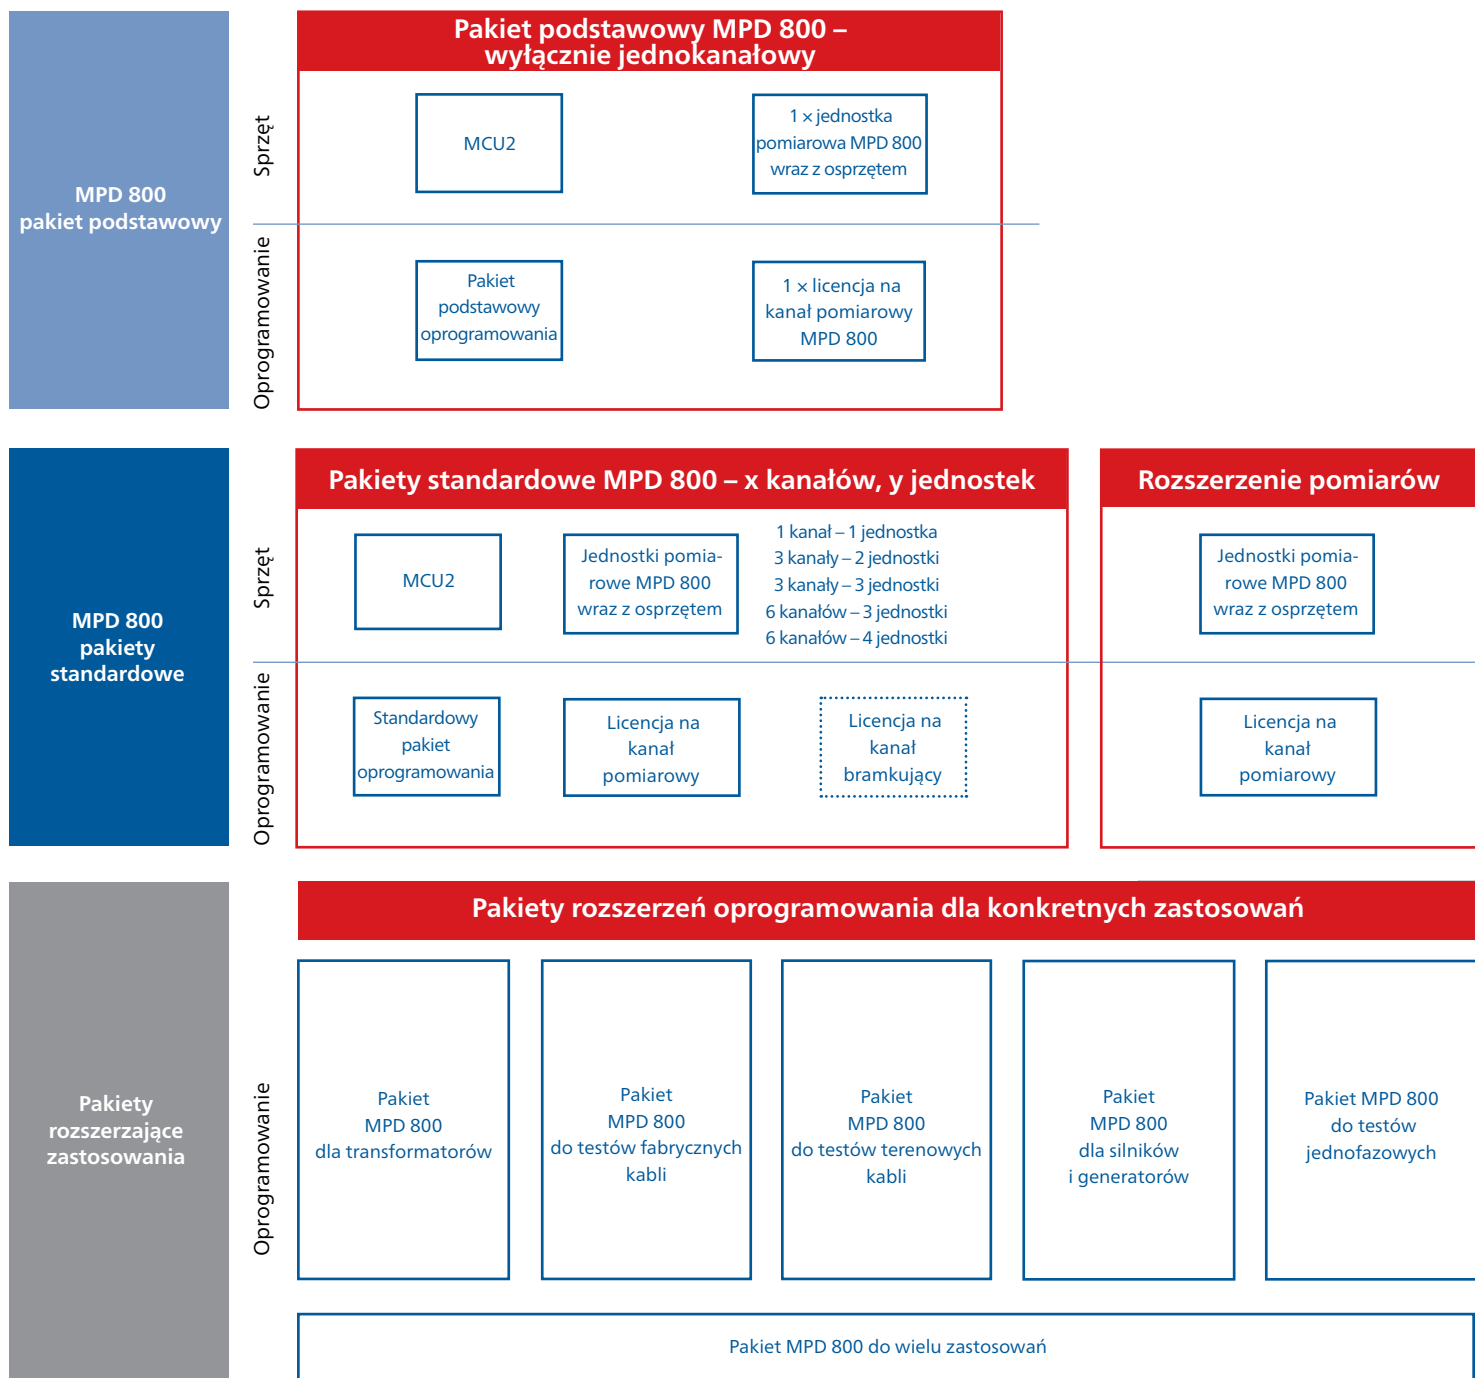 MPD 800
pakiet podstawowy
Pakiet podstawowy MPD 800 –
wyłącznie jednokanałowy
Sprzęt
MCU2
1 × jednostka
pomiarowa MPD 800
wraz z osprzętem
Oprogramowanie
Pakiet
podstawowy
oprogramowania
1 × licencja na
kanał pomiarowy
MPD 800
MPD 800
pakiety
standardowe
Pakiety standardowe MPD 800 – x kanałów, y jednostek
Sprzęt
MCU2
Jednostki pomia-
rowe MPD 800
wraz z osprzętem
1 kanał – 1 jednostka
3 kanały – 2 jednostki
3 kanały – 3 jednostki
6 kanałów – 3 jednostki
6 kanałów – 4 jednostki
Oprogramowanie
Standardowy
pakiet
oprogramowania
Licencja na
kanał
pomiarowy
Licencja na
kanał
bramkujący
Rozszerzenie pomiarów
Jednostki pomia-
rowe MPD 800
wraz z osprzętem
Licencja na
kanał
pomiarowy
Pakiety
rozszerzające
zastosowania
Pakiety rozszerzeń oprogramowania dla konkretnych zastosowań
Oprogramowanie
Pakiet
MPD 800
dla transformatorów
Pakiet
MPD 800
do testów fabrycznych
kabli
Pakiet
MPD 800
do testów terenowych
kabli
Pakiet
MPD 800
dla silników
i generatorów
Pakiet MPD 800
do testów
jednofazowych
Pakiet MPD 800 do wielu zastosowań